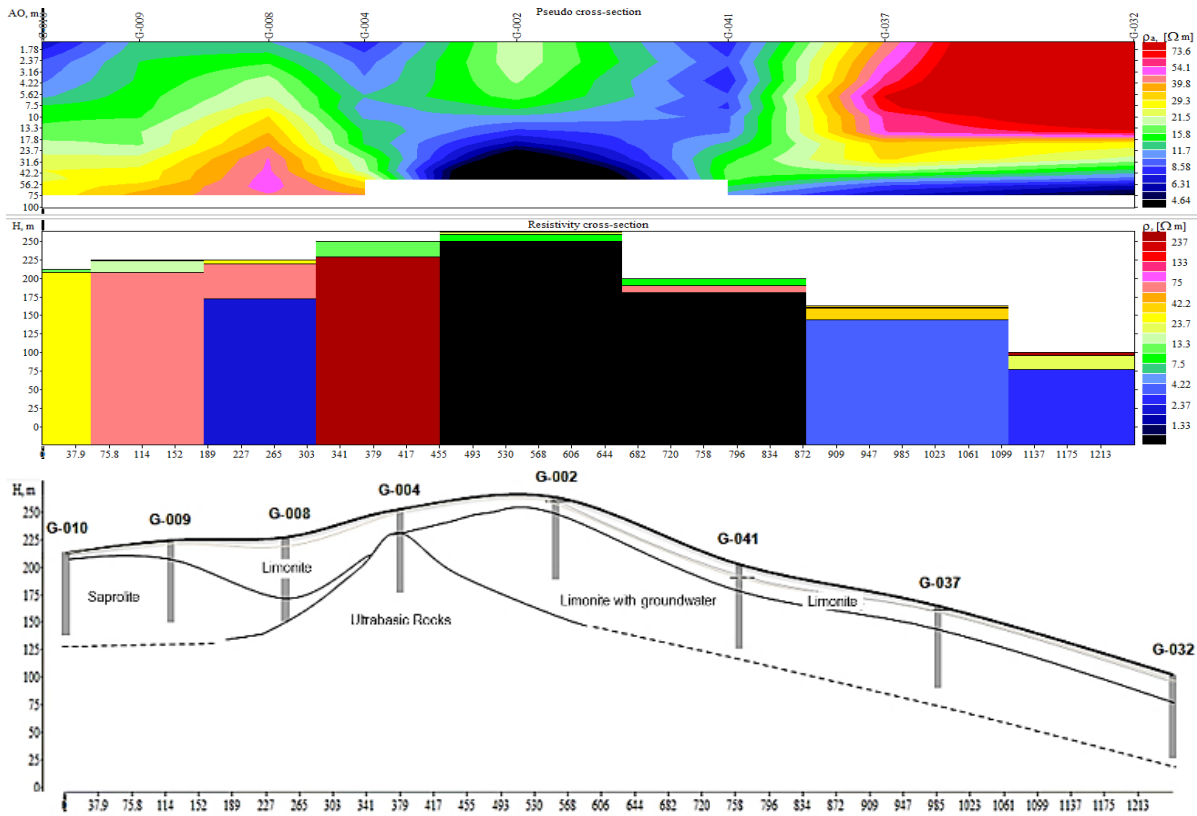 AO, m
Pseudo cross-section
G-009
G-008
G-004
G-002
G-041
G-037
G-032
ρa, [Ω m]
1.78
2.37
3.16
4.22
5.62
7.5
10
13.3
17.8
23.7
31.6
42.2
56.2
75
100
73.6
54.1
39.8
29.3
21.5
15.8
11.7
8.58
6.31
4.64
H, m
Resistivity cross-section
ρ, [Ω m]
250
225
200
175
150
125
100
75
50
25
0
237
133
75
42.2
23.7
13.3
7.5
4.22
2.37
1.33
37.9 75.8 114 152 189 227 265 303 341 379 417 455 492 530 568 606 644 682 720 758 796 834 872 909 947 985 1023 1061 1099 1137 1175 1213
H, m
G-010
G-009
G-008
G-004
G-002
G-041
G-037
G-032
250
225
200
175
150
125
100
75
50
25
0
Limonite
Saprolite
Ultrabasic Rocks
Limonite with groundwater
Limonite
37.9 75.8 114 152 189 227 265 303 341 379 417 455 492 530 568 606 644 682 720 758 796 834 872 909 947 985 1023 1061 1099 1137 1175 1213